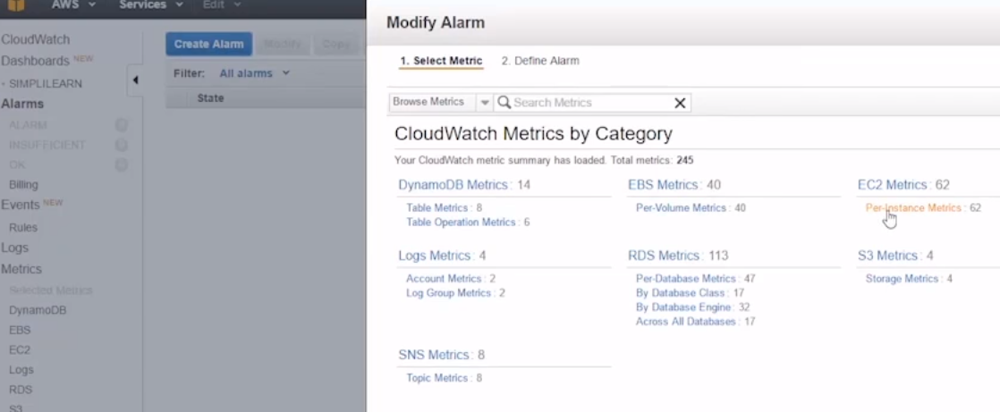 AWS Services Edit
CloudWatch
Dashboards NEW
SIMPLILEARN
Alarms
ALARM 0
INSUFFICIENT 0
OK 0
Billing
Events NEW
Rules
Logs
Metrics
Selected Metrics
DynamoDB
EBS
EC2
Logs
RDS
S3
Create Alarm Modify Copy
Filter: All alarms
State
Modify Alarm
1. Select Metric 2. Define Alarm
Browse Metrics Search Metrics
CloudWatch Metrics by Category
Your CloudWatch metric summary has loaded. Total metrics: 245
DynamoDB Metrics : 14
Table Metrics : 8
Table Operation Metrics : 6
EBS Metrics : 40
Per-Volume Metrics : 40
EC2 Metrics : 62
Per-Instance Metrics : 62
Logs Metrics : 4
Account Metrics : 2
Log Group Metrics : 2
RDS Metrics : 113
Per-Database Metrics : 47
By Database Class : 17
By Database Engine : 32
Across All Databases : 17
S3 Metrics : 4
Storage Metrics : 4
SNS Metrics : 8
Topic Metrics : 8